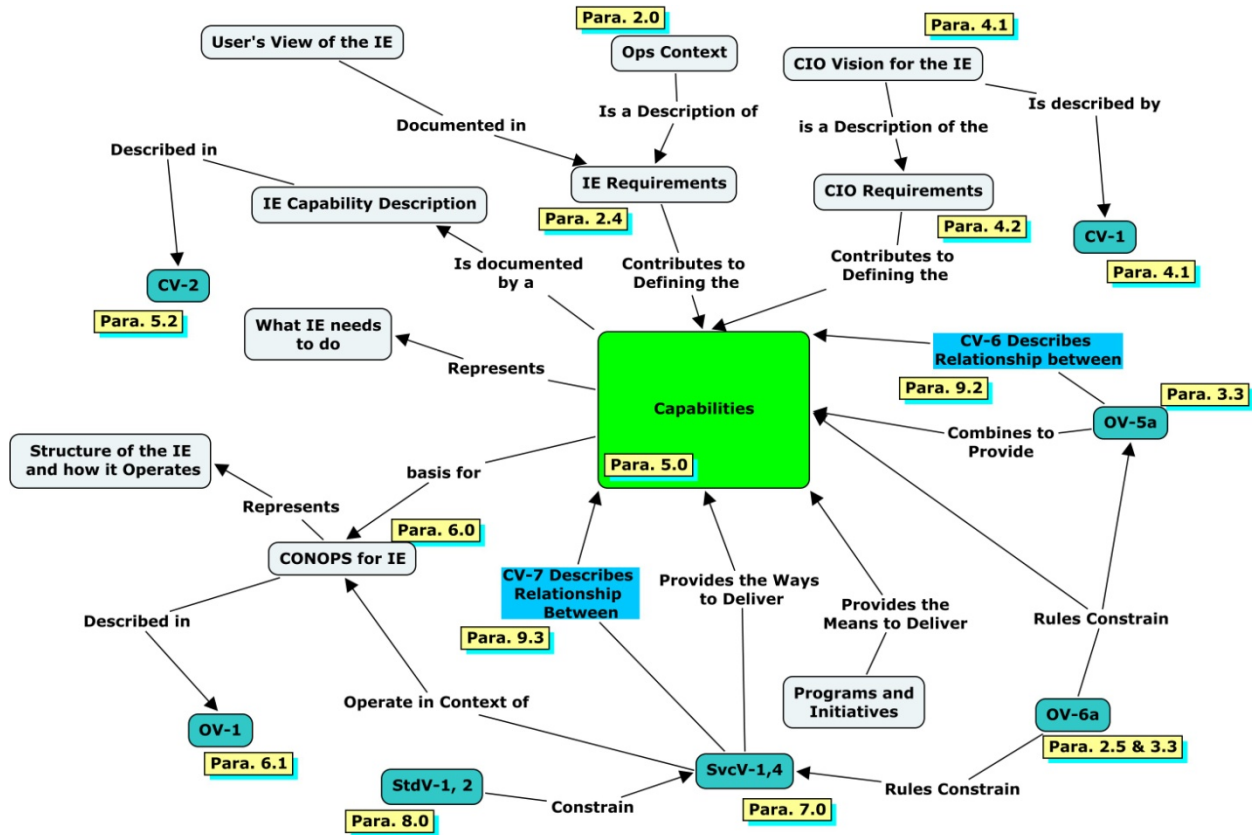 Para. 2.0
Para. 4.1
User's View of the IE
Ops Context
CIO Vision for the IE
Is a Description of
Is described by
Documented in
is a Description of the
Described in
IE Requirements
CIO Requirements
IE Capability Description
Para. 2.4
Para. 4.2
CV-1
Is documented
by a
Contributes to
Defining the
Contributes to
Defining the
Para. 4.1
CV-2
Para. 5.2
What IE needs
to do
CV-6 Describes
Relationship between
Represents
Para. 9.2
Para. 3.3
Capabilities
OV-5a
Combines to
Provide
Structure of the IE
and how it Operates
basis for
Para. 5.0
Represents
Para. 6.0
CONOPS for IE
CV-7 Describes
Relationship
Between
Provides the Ways
to Deliver
Provides the
Means to Deliver
Described in
Rules Constrain
Para. 9.3
Operate in Context of
Programs and
Initiatives
OV-6a
OV-1
Para. 2.5 & 3.3
Para. 6.1
SvcV-1,4
StdV-1, 2
Constrain
Rules Constrain
Para. 7.0
Para. 8.0